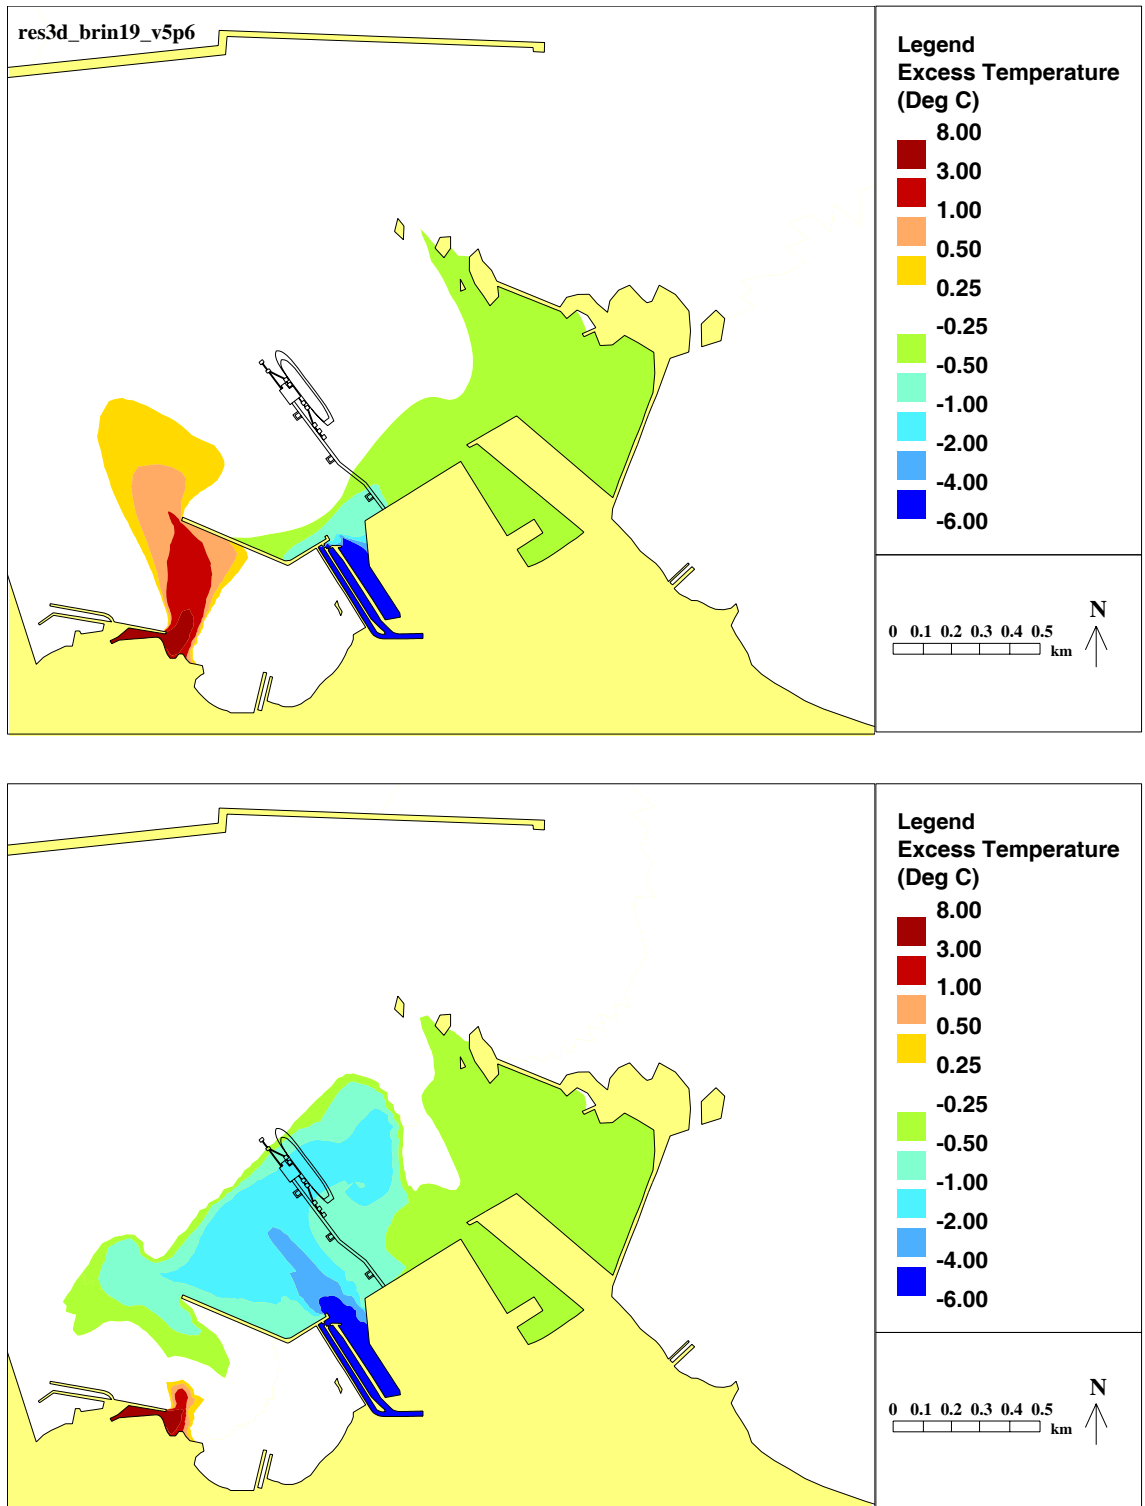 res3d_brin19_v5p6
Legend
Excess Temperature
(Deg C)
8.00
3.00
1.00
0.50
0.25
-0.25
-0.50
-1.00
-2.00
-4.00
-6.00
N
0 0.1 0.2 0.3 0.4 0.5
km
Legend
Excess Temperature
(Deg C)
8.00
3.00
1.00
0.50
0.25
-0.25
-0.50
-1.00
-2.00
-4.00
-6.00
N
0 0.1 0.2 0.3 0.4 0.5
km